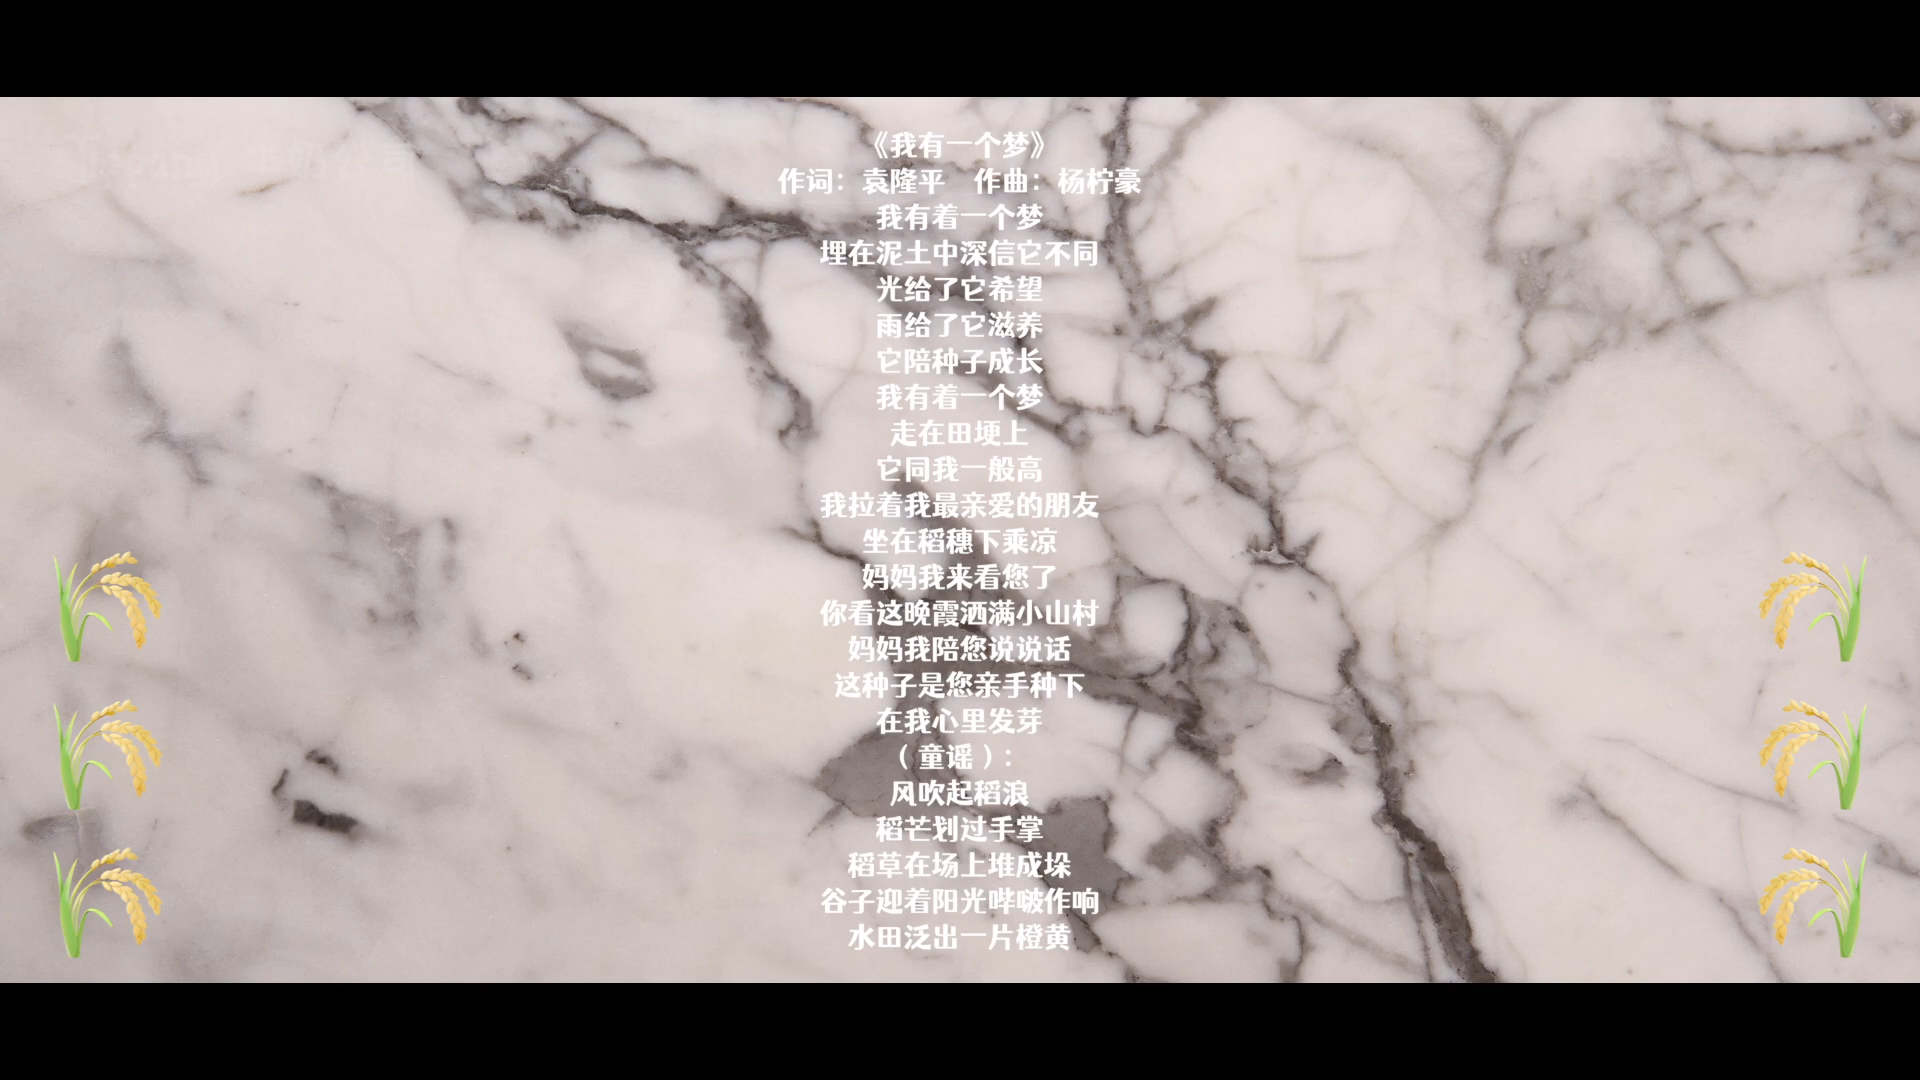 《我有一个梦》
作词：袁隆平　作曲：杨柠豪
我有着一个梦
埋在泥土中深信它不同
光给了它希望
雨给了它滋养
它陪种子成长
我有着一个梦
走在田埂上
它同我一般高
我拉着我最亲爱的朋友
坐在稻穗下乘凉
妈妈我来看您了
你看这晚霞洒满小山村
妈妈我陪您说说话
这种子是您亲手种下
在我心里发芽
（童谣）：
风吹起稻浪
稻芒划过手掌
稻草在场上堆成垛
谷子迎着阳光哔啵作响
水田泛出一片橙黄